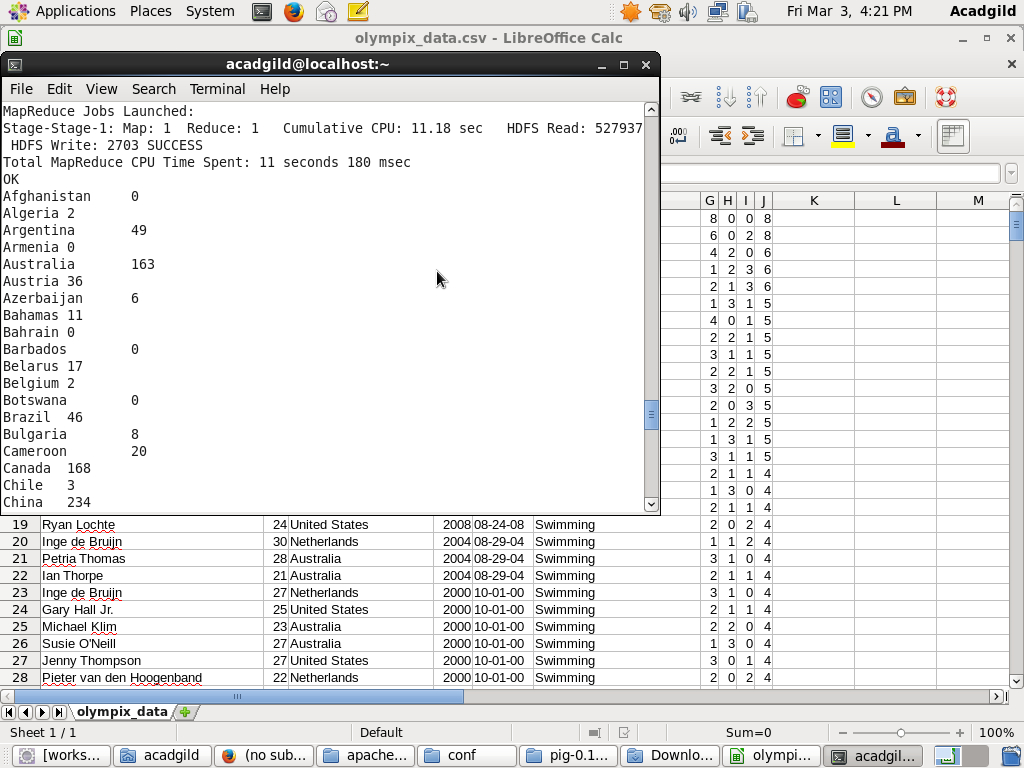 Applications Places System Fri Mar 3, 4:21 PM Acadgild
olympix_data.csv - LibreOffice Calc
acadgild@localhost:~
File Edit View Search Terminal Help
MapReduce Jobs Launched:
Stage-Stage-1: Map: 1 Reduce: 1 Cumulative CPU: 11.18 sec HDFS Read: 527937
HDFS Write: 2703 SUCCESS
Total MapReduce CPU Time Spent: 11 seconds 180 msec
OK
Afghanistan 0
Algeria 2
Argentina 49
Armenia 0
Australia 163
Austria 36
Azerbaijan 6
Bahamas 11
Bahrain 0
Barbados 0
Belarus 17
Belgium 2
Botswana 0
Brazil 46
Bulgaria 8
Cameroon 20
Canada 168
Chile 3
China 234
G H I J K L M
8 0 0 8
6 0 2 8
4 2 0 6
1 2 3 6
2 1 3 6
1 3 1 5
4 0 1 5
2 2 1 5
3 1 1 5
2 2 1 5
3 2 0 5
2 0 3 5
1 2 2 5
1 3 1 5
3 1 1 5
2 1 1 4
1 3 0 4
2 1 1 4
19 Ryan Lochte 24 United States 2008 08-24-08 Swimming 2 0 2 4
20 Inge de Bruijn 30 Netherlands 2004 08-29-04 Swimming 1 1 2 4
21 Petria Thomas 28 Australia 2004 08-29-04 Swimming 3 1 0 4
22 Ian Thorpe 21 Australia 2004 08-29-04 Swimming 2 1 1 4
23 Inge de Bruijn 27 Netherlands 2000 10-01-00 Swimming 3 1 0 4
24 Gary Hall Jr. 25 United States 2000 10-01-00 Swimming 2 1 1 4
25 Michael Klim 23 Australia 2000 10-01-00 Swimming 2 2 0 4
26 Susie O'Neill 27 Australia 2000 10-01-00 Swimming 1 3 0 4
27 Jenny Thompson 27 United States 2000 10-01-00 Swimming 3 0 1 4
28 Pieter van den Hoogenband 22 Netherlands 2000 10-01-00 Swimming 2 0 2 4
olympix_data
Sheet 1 / 1 Default Sum=0 100%
[works... acadgild (no sub... apache... conf pig-0.1... Downlo... olympi... acadgil...